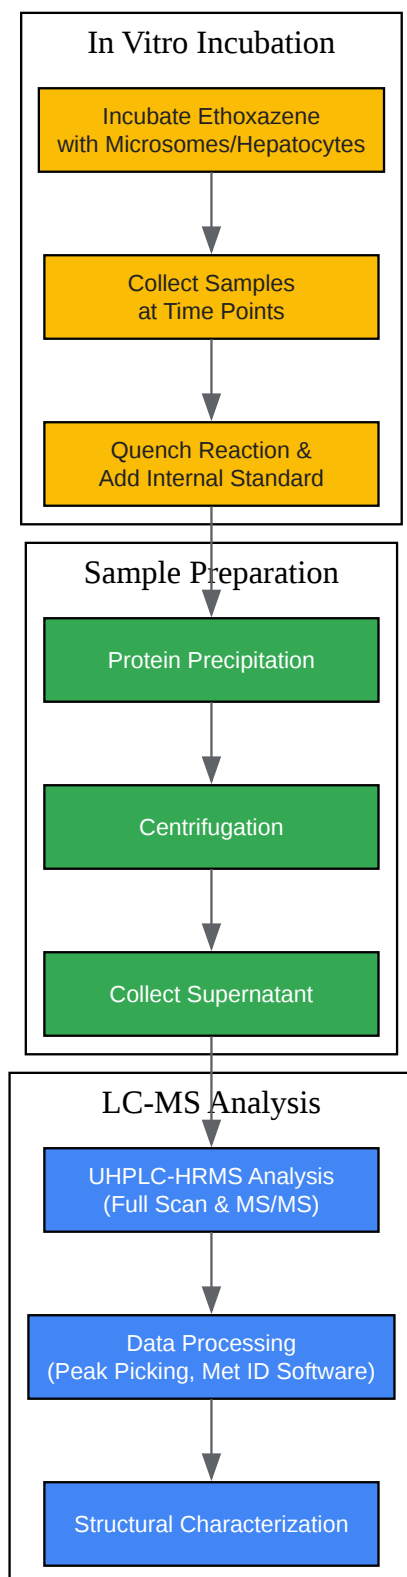 In Vitro Incubation
Incubate Ethoxazene
with Microsomes/Hepatocytes
Collect Samples
at Time Points
Quench Reaction &
Add Internal Standard
Sample Preparation
Protein Precipitation
Centrifugation
Collect Supernatant
LC-MS Analysis
UHPLC-HRMS Analysis
(Full Scan & MS/MS)
Data Processing
(Peak Picking, Met ID Software)
Structural Characterization